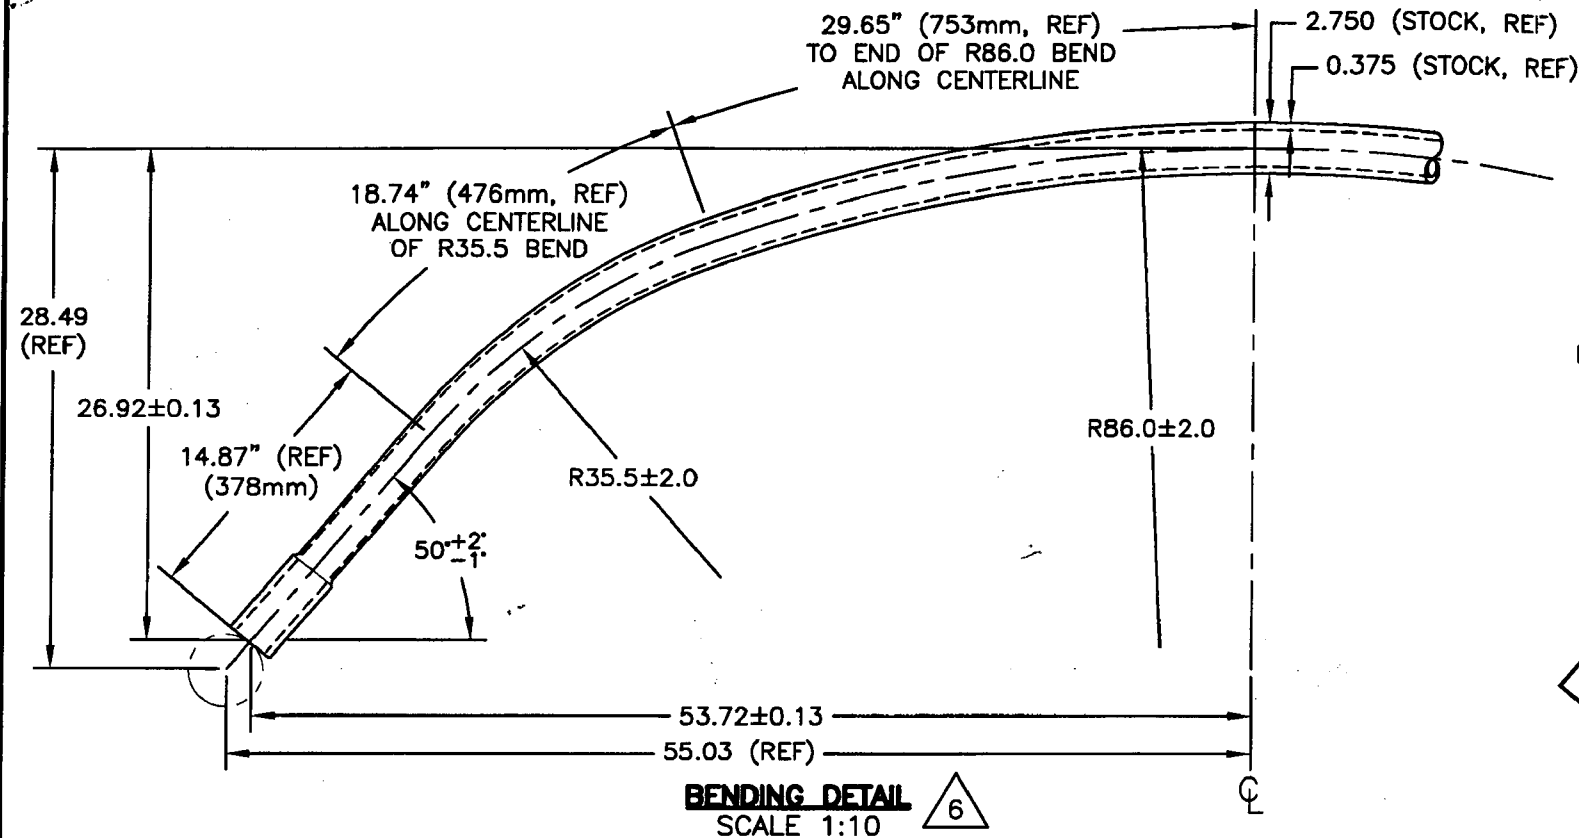 29.65" (753mm, REF)
TO END OF R86.0 BEND
ALONG CENTERLINE
2.750 (STOCK, REF)
0.375 (STOCK, REF)
18.74" (476mm, REF)
ALONG CENTERLINE
OF R35.5 BEND
28.49
(REF)
26.92±0.13
14.87" (REF)
(378mm)
R35.5±2.0
R86.0±2.0
50°+2°
-1°
53.72±0.13
55.03 (REF)
BENDING DETAIL
6
SCALE 1:10
℄